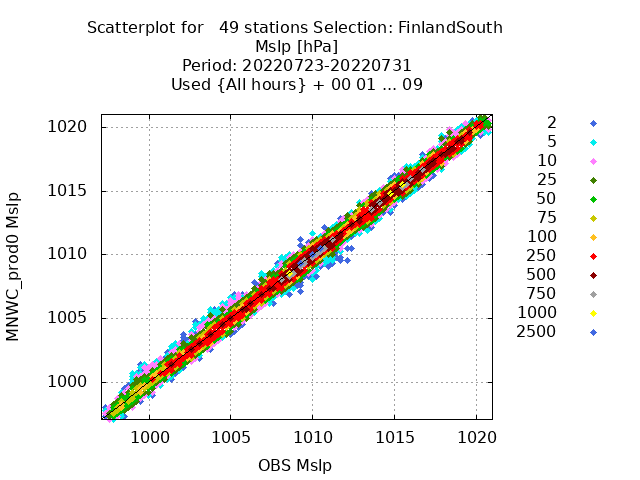 Scatterplot for   49 stations Selection: FinlandSouth
Mslp [hPa]
Period: 20220723-20220731
Used {All hours} + 00 01 ... 09
MNWC_prod0 Mslp
1020
1015
1010
1005
1000
1000 1005 1010 1015 1020
OBS Mslp
2
5
10
25
50
75
100
250
500
750
1000
2500